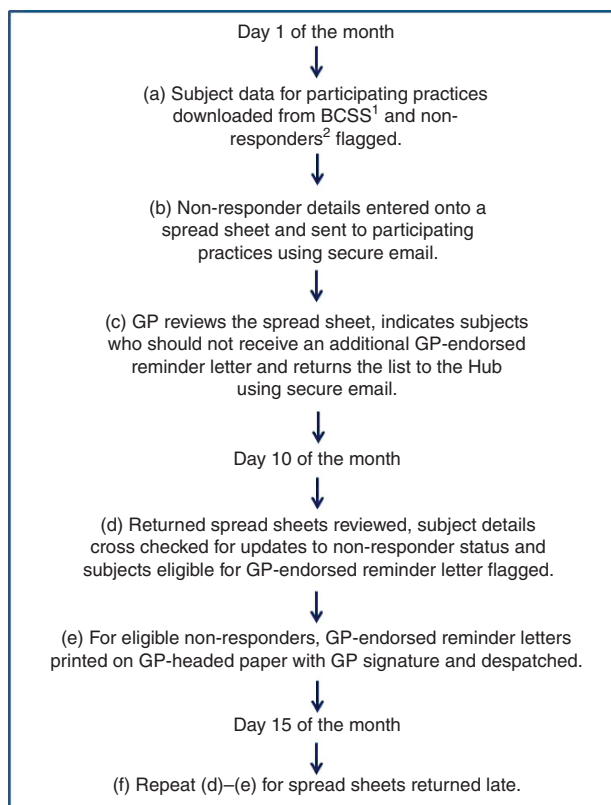 Day 1 of the month
(a) Subject data for participating practices
downloaded from BCSS¹ and non-
responders² flagged.
(b) Non-responder details entered onto a
spread sheet and sent to participating
practices using secure email.
(c) GP reviews the spread sheet, indicates subjects
who should not receive an additional GP-endorsed
reminder letter and returns the list to the Hub
using secure email.
Day 10 of the month
(d) Returned spread sheets reviewed, subject details
cross checked for updates to non-responder status and
subjects eligible for GP-endorsed reminder letter flagged.
(e) For eligible non-responders, GP-endorsed reminder letters
printed on GP-headed paper with GP signature and despatched.
Day 15 of the month
(f) Repeat (d)–(e) for spread sheets returned late.